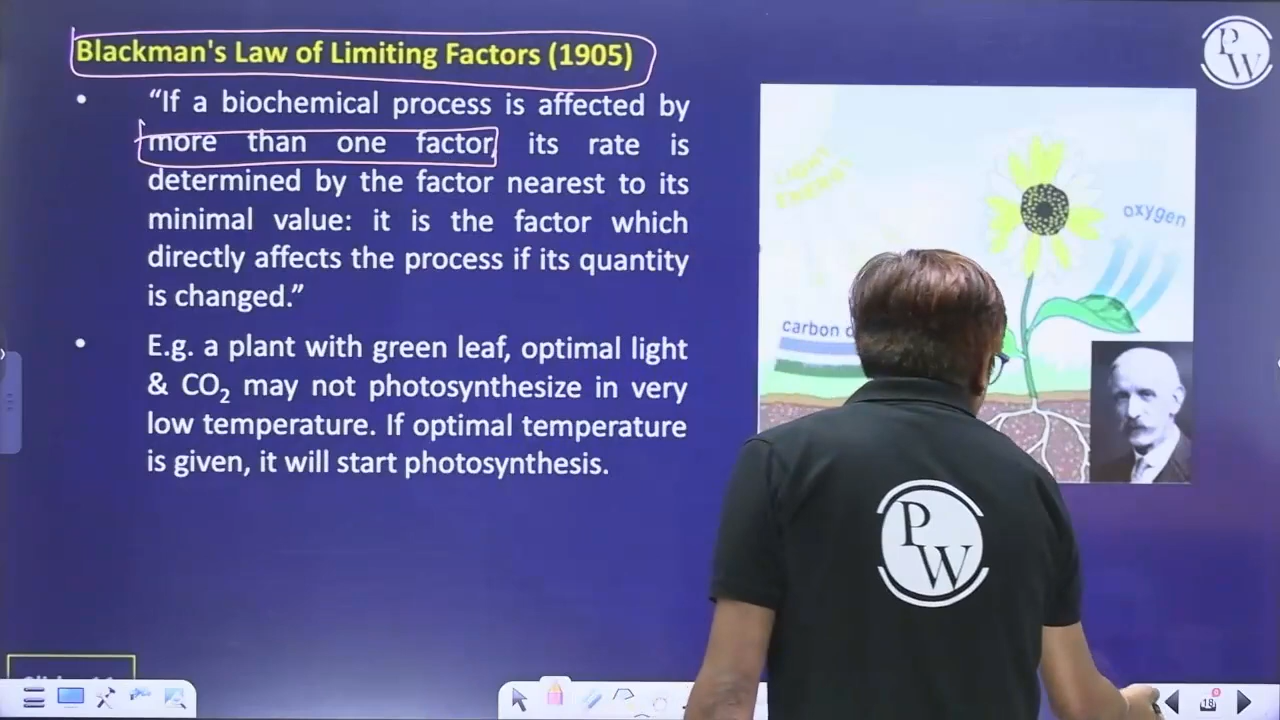 Blackman's Law of Limiting Factors (1905)
• “If a biochemical process is affected by
more than one factor, its rate is
determined by the factor nearest to its
minimal value: it is the factor which
directly affects the process if its quantity
is changed.”
• E.g. a plant with green leaf, optimal light
& CO₂ may not photosynthesize in very
low temperature. If optimal temperature
is given, it will start photosynthesis.
PW
LIGHT
ENERGY
oxygen
carbon
PW
18